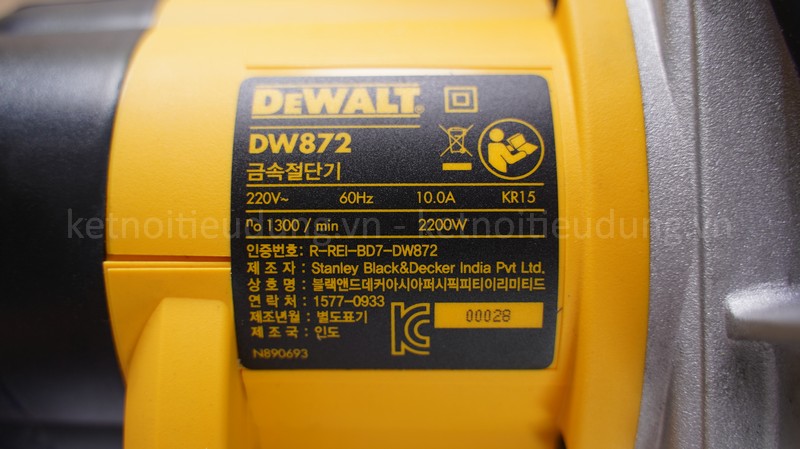 DEWALT
DW872
금속절단기
220V~ 60Hz 10.0A KR15
no 1300 / min 2200W
ketnoitieudung.vn - ketnoitieudung.vn
인증번호: R-REI-BD7-DW872
제 조 자 : Stanley Black&Decker India Pvt Ltd.
상 호 명 : 블랙앤드데커아시아퍼시픽피티이리미티드
연 락 처 : 1577-0933
제조년월 : 별도표기
제 조 국 : 인도
00028
N890693